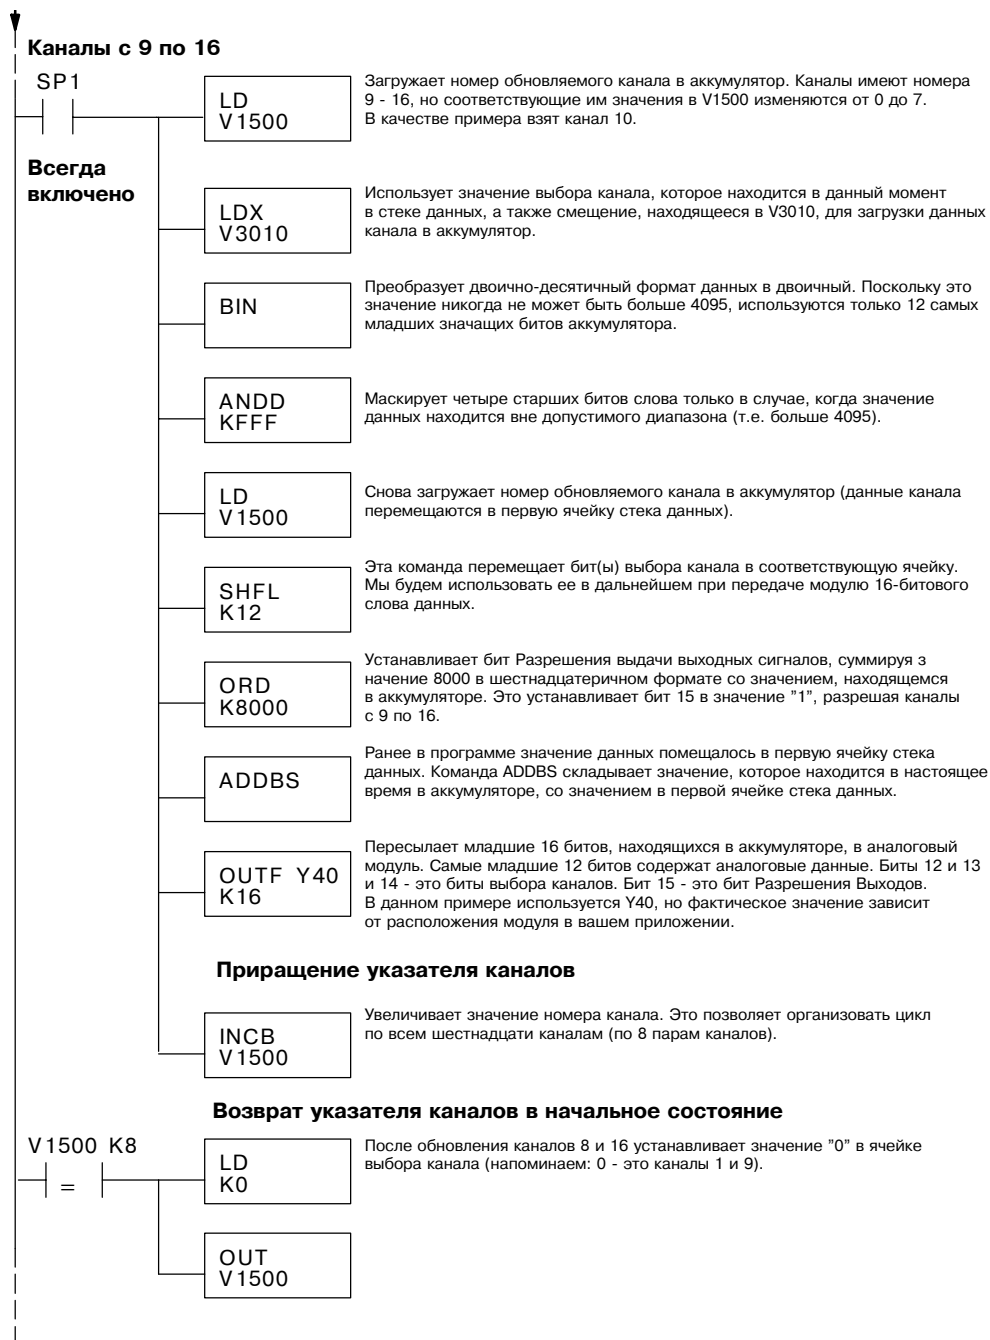 Каналы с 9 по 16
SP1
LD
V1500
Загружает номер обновляемого канала в аккумулятор. Каналы имеют номера
9 - 16, но соответствующие им значения в V1500 изменяются от 0 до 7.
В качестве примера взят канал 10.
Всегда
включено
LDX
V3010
Использует значение выбора канала, которое находится в данный момент
в стеке данных, а также смещение, находящееся в V3010, для загрузки данных
канала в аккумулятор.
BIN
Преобразует двоично-десятичный формат данных в двоичный. Поскольку это
значение никогда не может быть больше 4095, используются только 12 самых
младших значащих битов аккумулятора.
ANDD
KFFF
Маскирует четыре старших битов слова только в случае, когда значение
данных находится вне допустимого диапазона (т.е. больше 4095).
LD
V1500
Снова загружает номер обновляемого канала в аккумулятор (данные канала
перемещаются в первую ячейку стека данных).
SHFL
K12
Эта команда перемещает бит(ы) выбора канала в соответствующую ячейку.
Мы будем использовать ее в дальнейшем при передаче модулю 16-битового
слова данных.
ORD
K8000
Устанавливает бит Разрешения выдачи выходных сигналов, суммируя з
начение 8000 в шестнадцатеричном формате со значением, находящемся
в аккумуляторе. Это устанавливает бит 15 в значение ”1”, разрешая каналы
с 9 по 16.
ADDBS
Ранее в программе значение данных помещалось в первую ячейку стека
данных. Команда ADDBS складывает значение, которое находится в настоящее
время в аккумуляторе, со значением в первой ячейке стека данных.
OUTF Y40
K16
Пересылает младшие 16 битов, находящихся в аккумуляторе, в аналоговый
модуль. Самые младшие 12 битов содержат аналоговые данные. Биты 12 и 13
и 14 - это биты выбора каналов. Бит 15 - это бит Разрешения Выходов.
В данном примере используется Y40, но фактическое значение зависит
от расположения модуля в вашем приложении.
Приращение указателя каналов
INCB
V1500
Увеличивает значение номера канала. Это позволяет организовать цикл
по всем шестнадцати каналам (по 8 парам каналов).
Возврат указателя каналов в начальное состояние
V1500 K8
=
LD
K0
После обновления каналов 8 и 16 устанавливает значение ”0” в ячейке
выбора канала (напоминаем: 0 - это каналы 1 и 9).
OUT
V1500